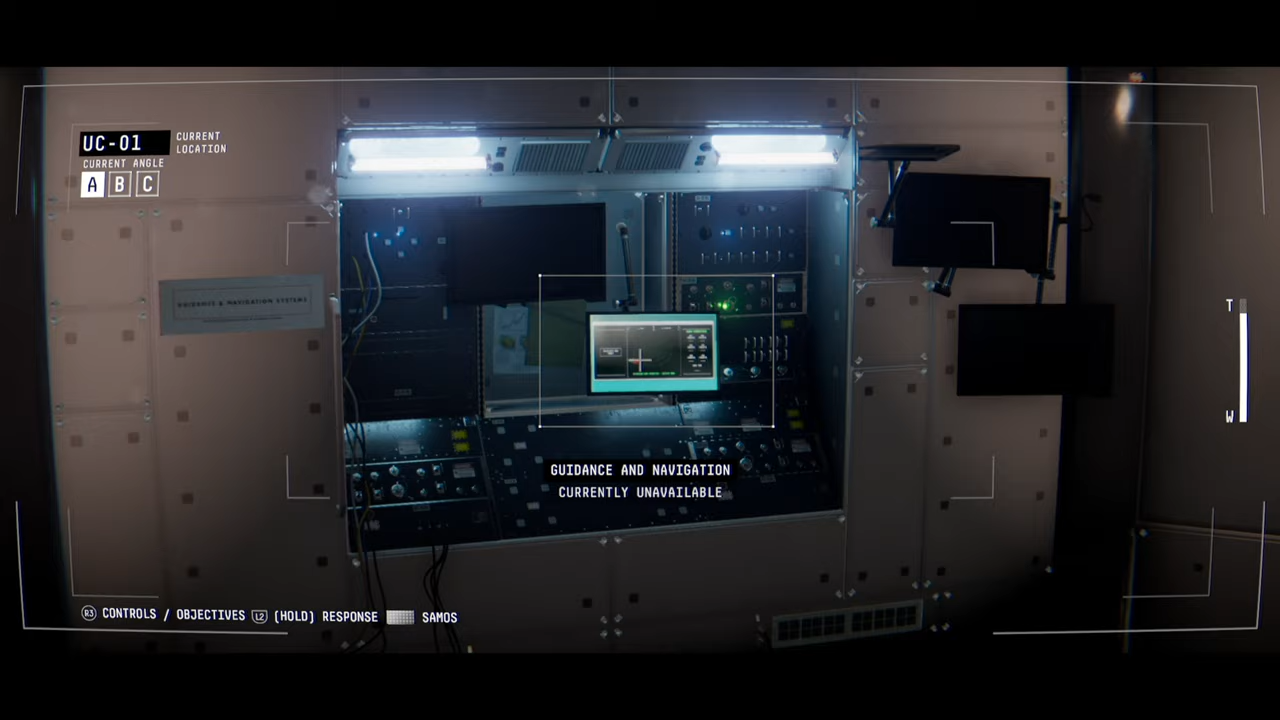 UC-01
CURRENT
LOCATION
CURRENT ANGLE
A B C
GUIDANCE & NAVIGATION SYSTEMS
T
W
GUIDANCE AND NAVIGATION
CURRENTLY UNAVAILABLE
R3 CONTROLS / OBJECTIVES L2 (HOLD) RESPONSE SAMOS